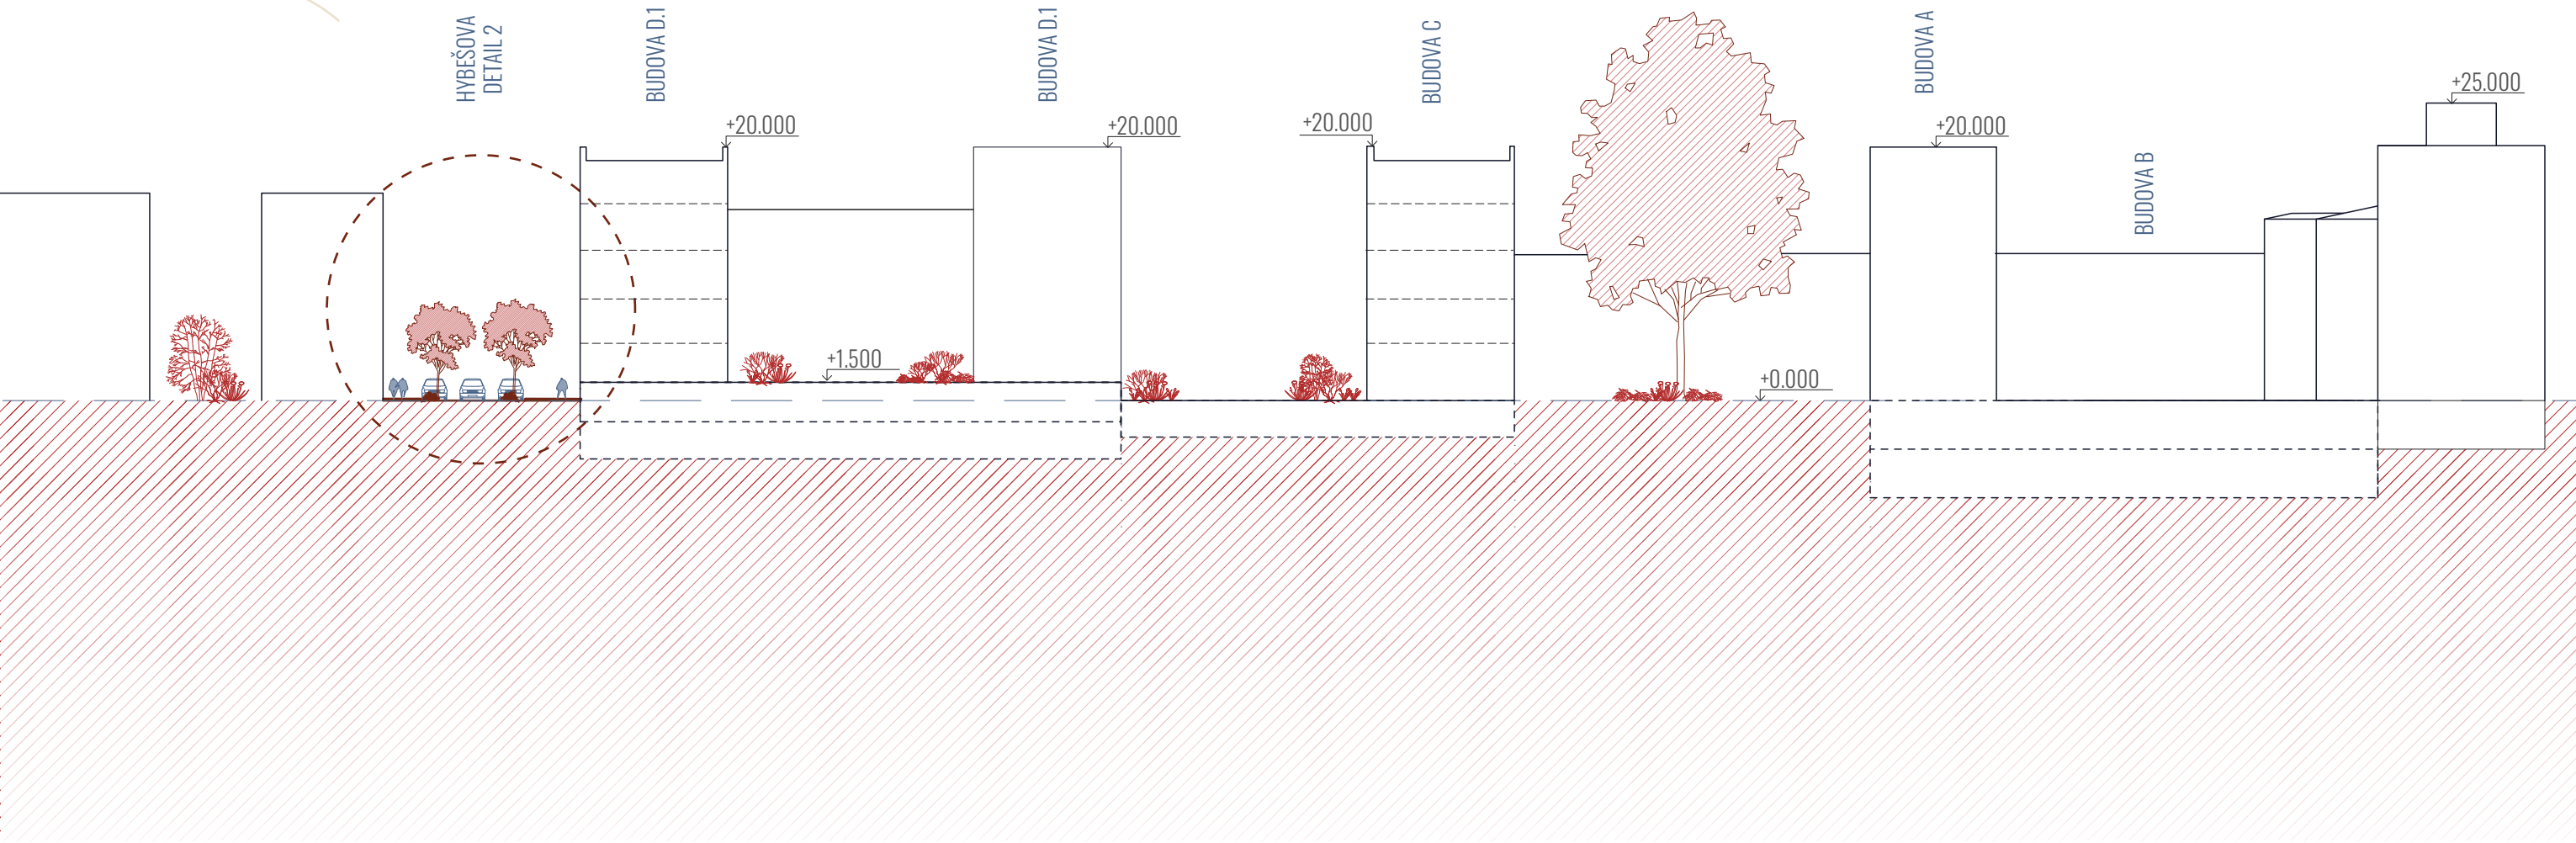 HYBEŠOVA
DETAIL 2
BUDOVA D.1
BUDOVA D.1
BUDOVA C
BUDOVA A
+25.000
+20.000
+20.000
+20.000
+20.000
BUDOVA B
+1.500
+0.000